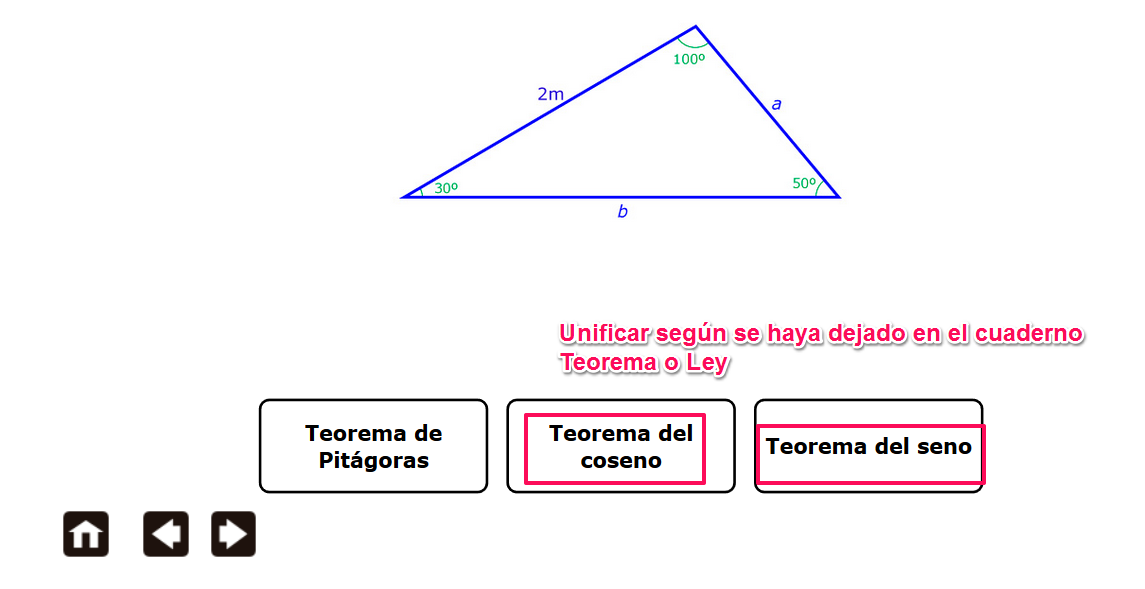 100º
2m
a
30º
50º
b
Unificar según se haya dejado en el cuaderno
Teorema o Ley
Teorema de
Pitágoras
Teorema del
coseno
Teorema del seno